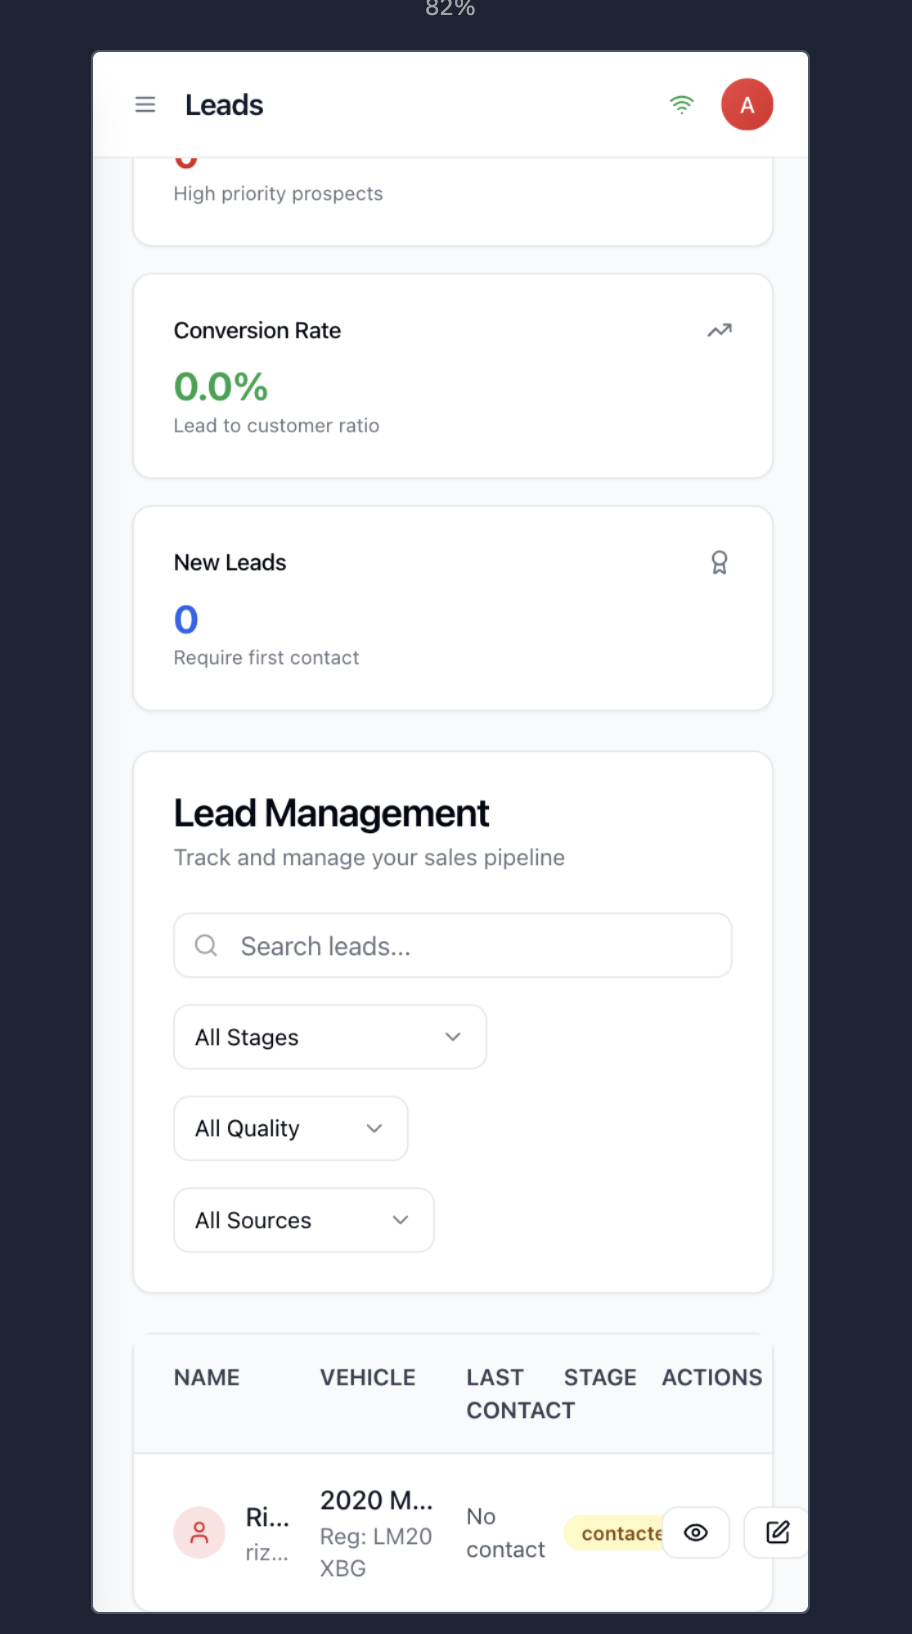 82%
Leads
A
0
High priority prospects
Conversion Rate
0.0%
Lead to customer ratio
New Leads
0
Require first contact
Lead Management
Track and manage your sales pipeline
Search leads...
All Stages
All Quality
All Sources
NAME VEHICLE LAST CONTACT STAGE ACTIONS
Ri...
riz...
2020 M...
Reg: LM20
XBG
No
contact
contacte